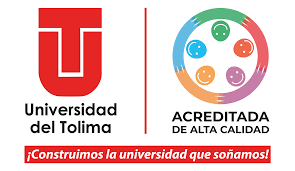 Universidad
del Tolima
ACREDITADA
DE ALTA CALIDAD
¡Construimos la universidad que soñamos!